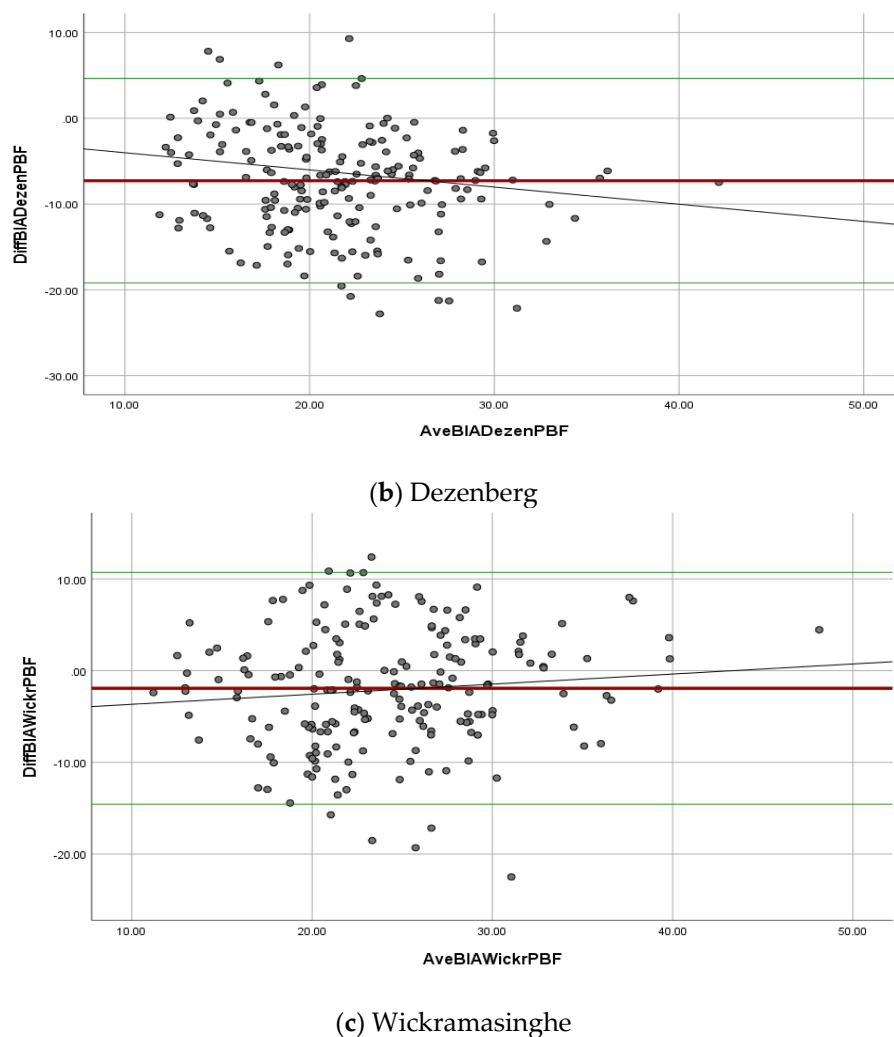 10.00
.00
-10.00
-20.00
-30.00
DiffBIADezenPBF
10.00 20.00 30.00 40.00 50.00
AveBIADezenPBF
(b) Dezenberg
10.00
.00
-10.00
-20.00
DiffBIAWickrPBF
10.00 20.00 30.00 40.00 50.00
AveBIAWickrPBF
(c) Wickramasinghe